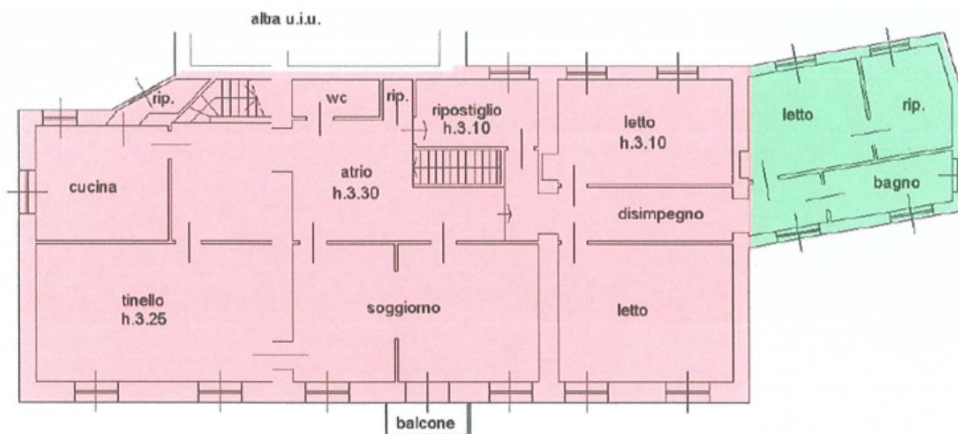 altra u.i.u.
rip.
wc
rip.
ripostiglio
h.3.10
letto
h.3.10
letto
rip.
cucina
atrio
h.3.30
disimpegno
bagno
tinello
h.3.25
soggiorno
letto
balcone